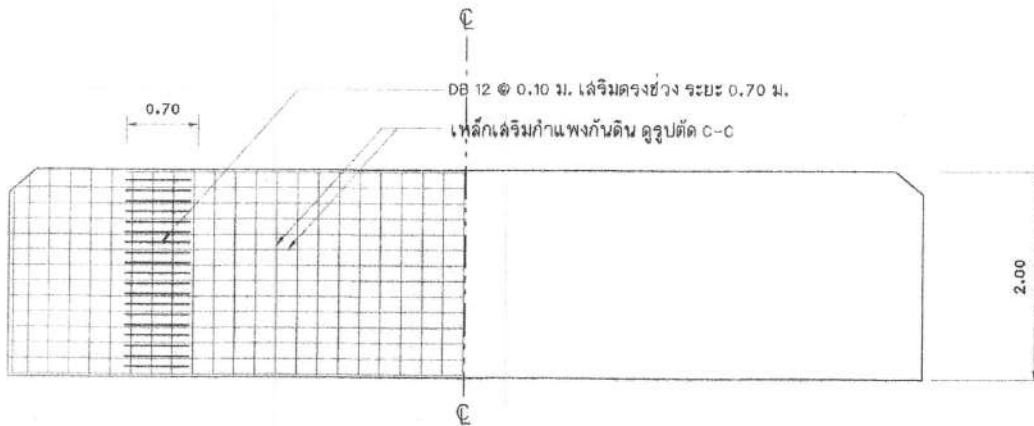 ℄
DB 12 @ 0.10 ม. เสริมตรงช่วง ระยะ 0.70 ม.
0.70
เหล็กเสริมกำแพงกันดิน ดูรูปตัด C-C
2.00
℄